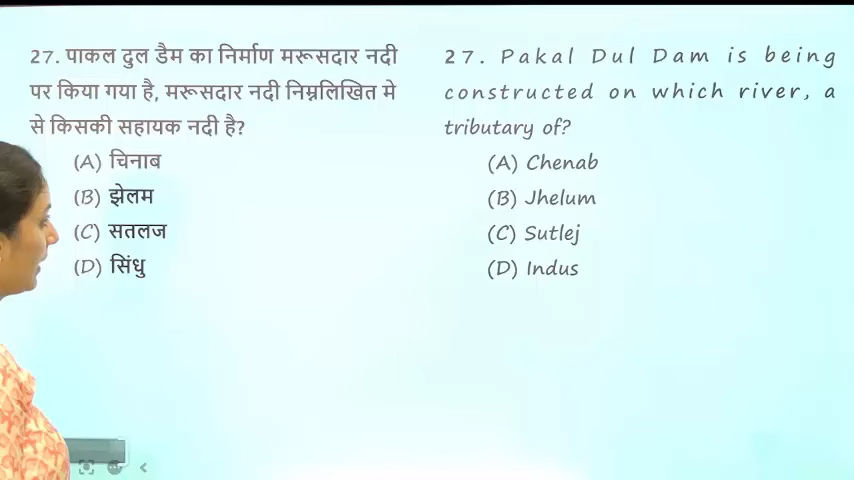 27. पाकल दुल डैम का निर्माण मरूसदार नदी
पर किया गया है, मरूसदार नदी निम्नलिखित मे
से किसकी सहायक नदी है?
(A) चिनाब
(B) झेलम
(C) सतलज
(D) सिंधु
27. Pakal Dul Dam is being
constructed on which river, a
tributary of?
(A) Chenab
(B) Jhelum
(C) Sutlej
(D) Indus